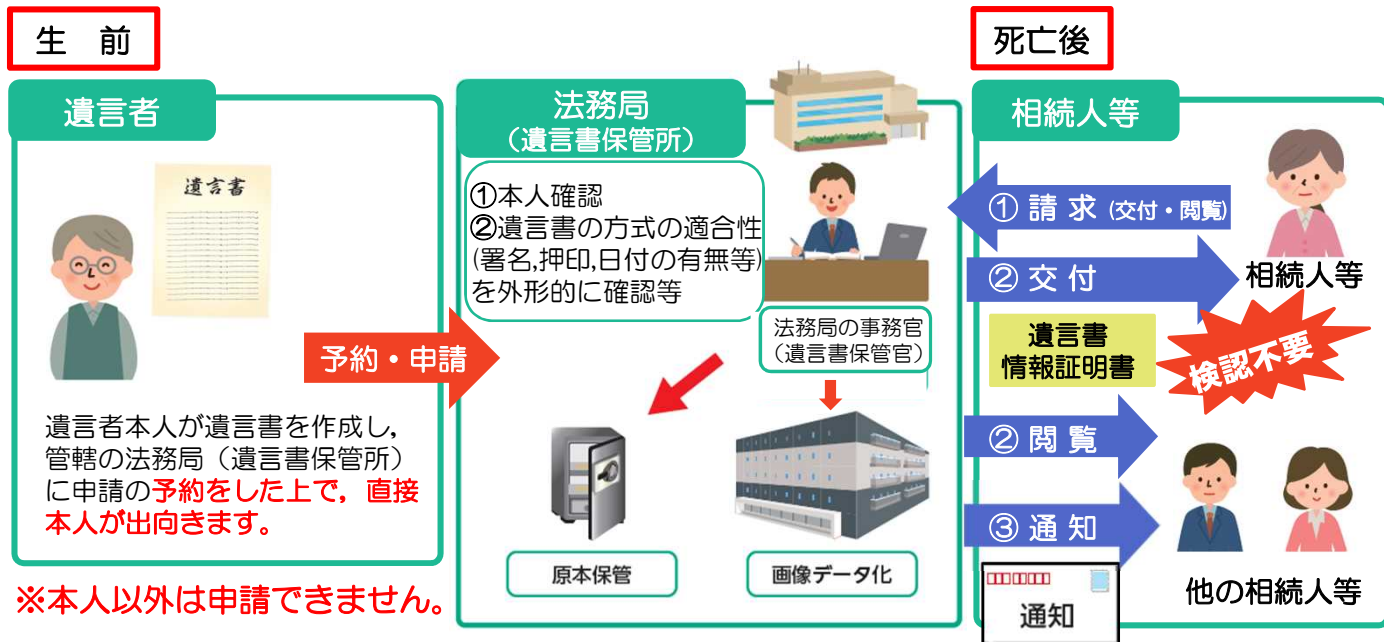 生 前
遺言者
遺言書
遺言者本人が遺言書を作成し,
管轄の法務局（遺言書保管所）
に申請の予約をした上で，直接
本人が出向きます。
※本人以外は申請できません。
予約・申請
法務局
（遺言書保管所）
①本人確認
②遺言書の方式の適合性
(署名,押印,日付の有無等)
を外形的に確認等
法務局の事務官
（遺言書保管官）
原本保管
画像データ化
死亡後
相続人等
① 請 求 (交付・閲覧)
② 交 付
相続人等
遺言書
情報証明書
検認不要
② 閲 覧
③ 通 知
通知
他の相続人等